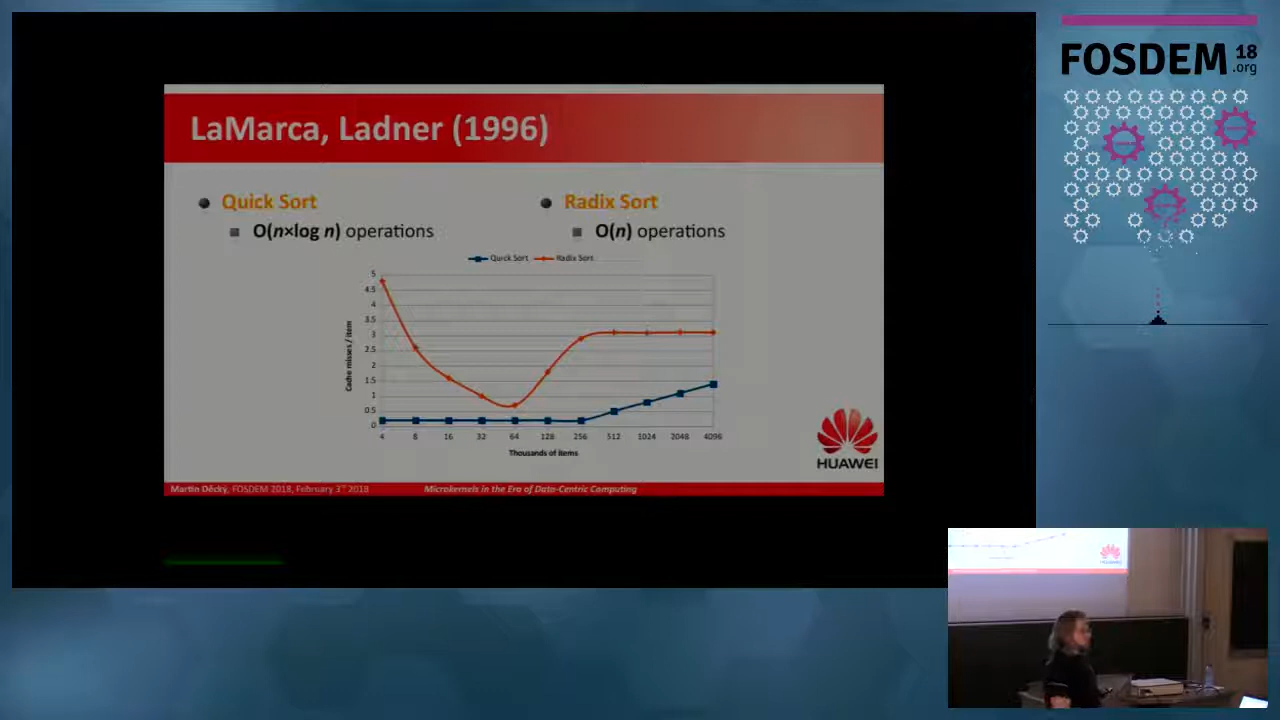 FOSDEM 18
.org
LaMarca, Ladner (1996)
Quick Sort
O(n×log n) operations
Radix Sort
O(n) operations
Quick Sort Radix Sort
Cache misses / item
5
4.5
4
3.5
3
2.5
2
1.5
1
0.5
0
4 8 16 32 64 128 256 512 1024 2048 4096
Thousands of items
HUAWEI
Martin Děcký, FOSDEM 2018, February 3rd 2018 Microkernels in the Era of Data-Centric Computing
HUAWEI